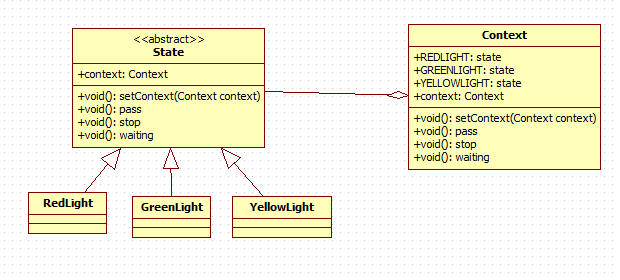 <<abstract>>
State
+context: Context
+void(): setContext(Context context)
+void(): pass
+void(): stop
+void(): waiting
Context
+REDLIGHT: state
+GREENLIGHT: state
+YELLOWLIGHT: state
+context: Context
+void(): setContext(Context context)
+void(): pass
+void(): stop
+void(): waiting
RedLight
GreenLight
YellowLight